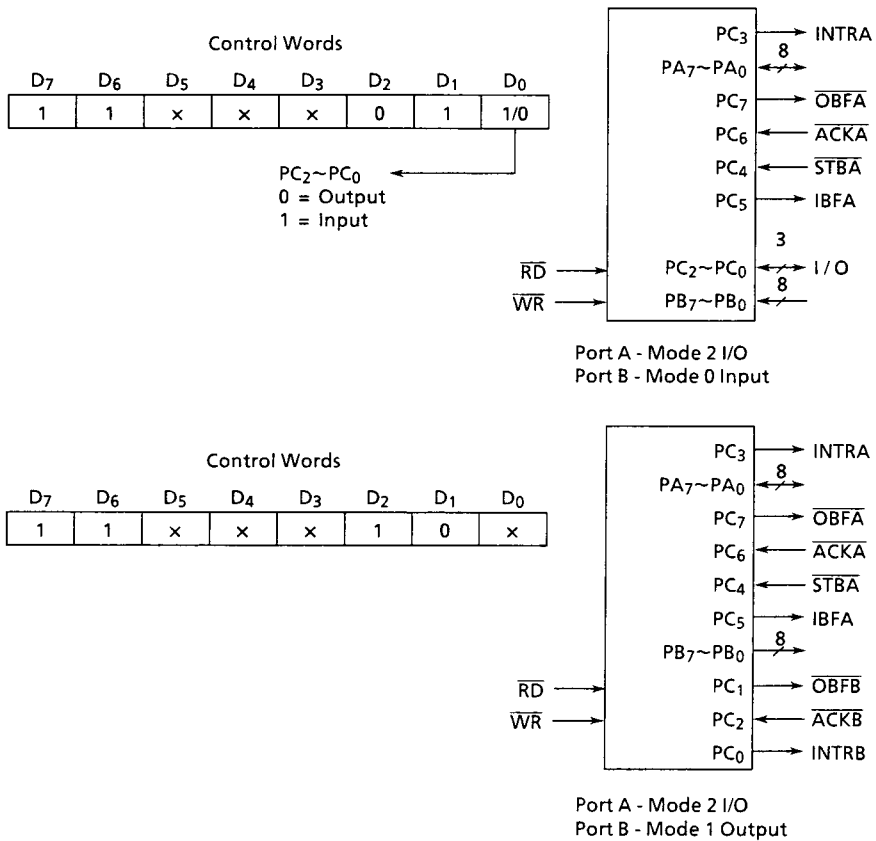 Control Words
D7 D6 D5 D4 D3 D2 D1 D0
1 1 × × × 0 1 1/0
PC2~PC0
0 = Output
1 = Input
RD
WR
PC3 INTRA
8
PA7~PA0
PC7 OBFA
PC6 ACKA
PC4 STBA
PC5 IBFA
3
PC2~PC0 I/O
8
PB7~PB0
Port A - Mode 2 I/O
Port B - Mode 0 Input
Control Words
D7 D6 D5 D4 D3 D2 D1 D0
1 1 × × × 1 0 ×
RD
WR
PC3 INTRA
8
PA7~PA0
PC7 OBFA
PC6 ACKA
PC4 STBA
PC5 IBFA
8
PB7~PB0
PC1 OBFB
PC2 ACKB
PC0 INTRB
Port A - Mode 2 I/O
Port B - Mode 1 Output